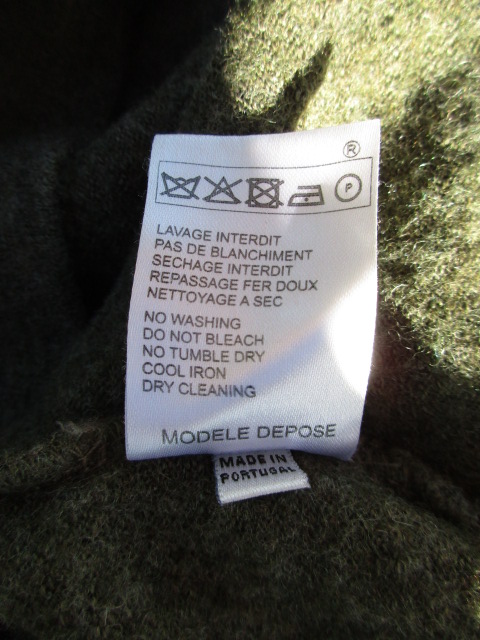 ®
P
LAVAGE INTERDIT
PAS DE BLANCHIMENT
SECHAGE INTERDIT
REPASSAGE FER DOUX
NETTOYAGE A SEC
NO WASHING
DO NOT BLEACH
NO TUMBLE DRY
COOL IRON
DRY CLEANING
MODELE DEPOSE
MADE IN
PORTUGAL